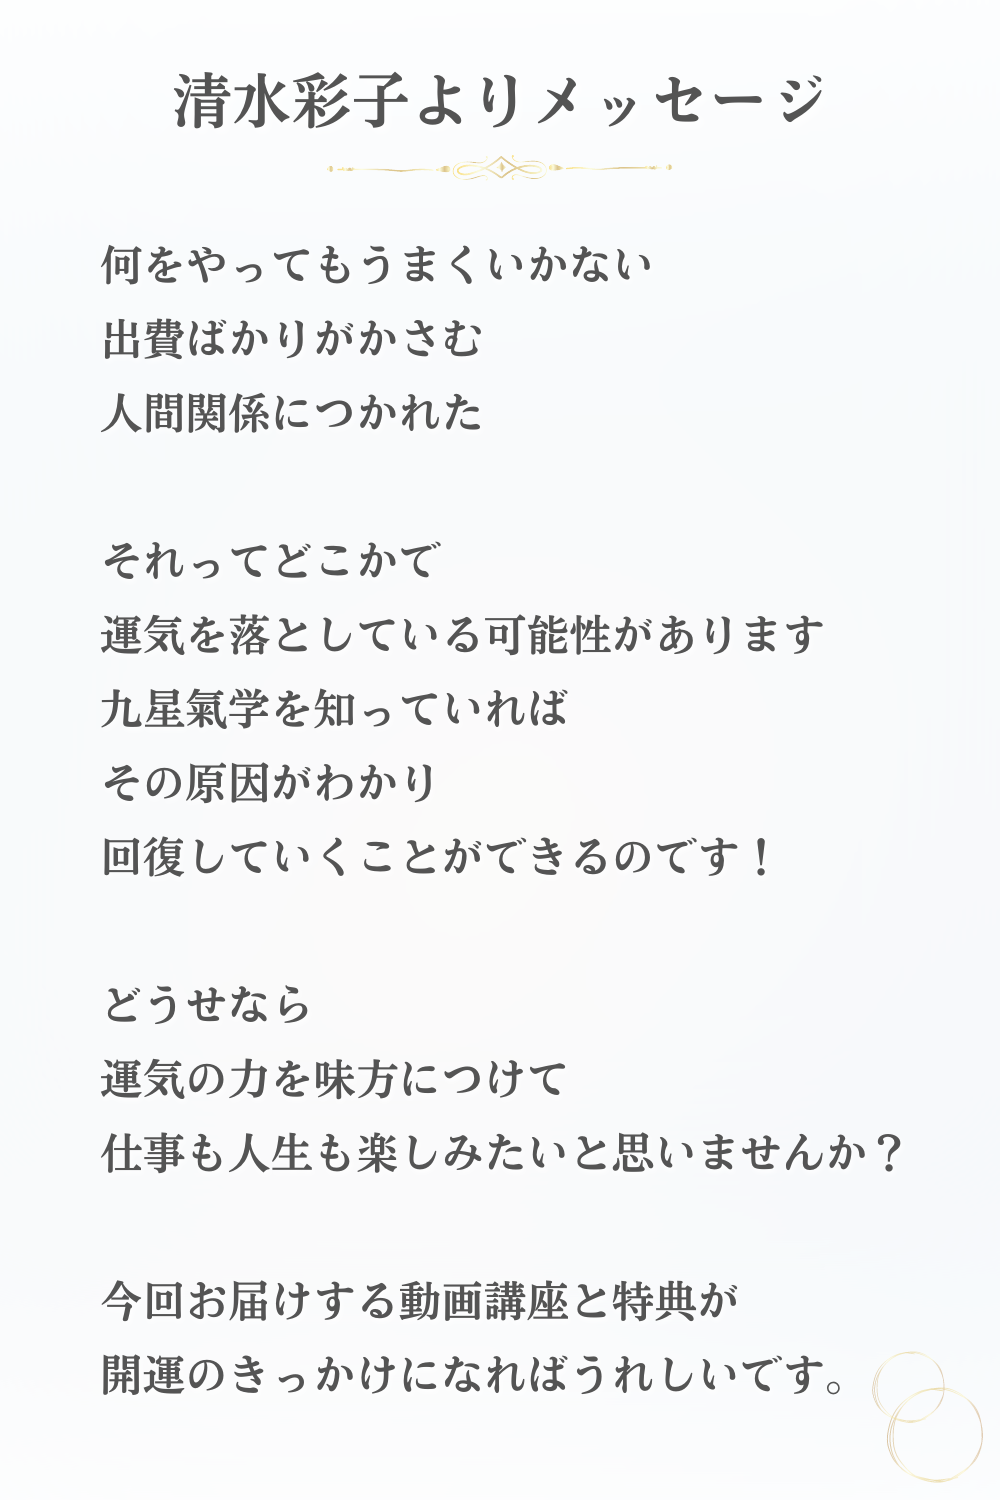 清水彩子よりメッセージ
何をやってもうまくいかない
出費ばかりがかさむ
人間関係につかれた
それってどこかで
運気を落としている可能性があります
九星氣学を知っていれば
その原因がわかり
回復していくことができるのです！
どうせなら
運気の力を味方につけて
仕事も人生も楽しみたいと思いませんか？
今回お届けする動画講座と特典が
開運のきっかけになればうれしいです。